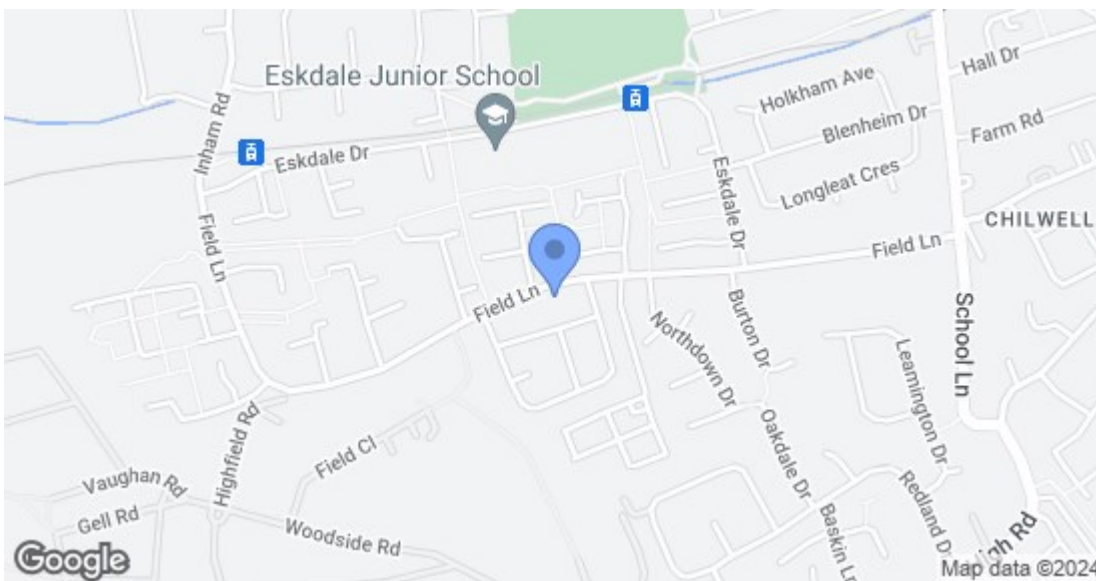 Eskdale Junior School
Inham Rd
Eskdale Dr
Holkham Ave
Hall Dr
Blenheim Dr
Farm Rd
Longleat Cres
Eskdale Dr
CHILWELL
Field Ln
Field Ln
Field Ln
Burton Dr
School Ln
Northdown Dr
Leamington Dr
Highfield Rd
Oakdale Dr
Field Cl
Vaughan Rd
Gell Rd
Woodside Rd
Redland Dr
Baskin Ln
High Rd
Google
Map data ©2024